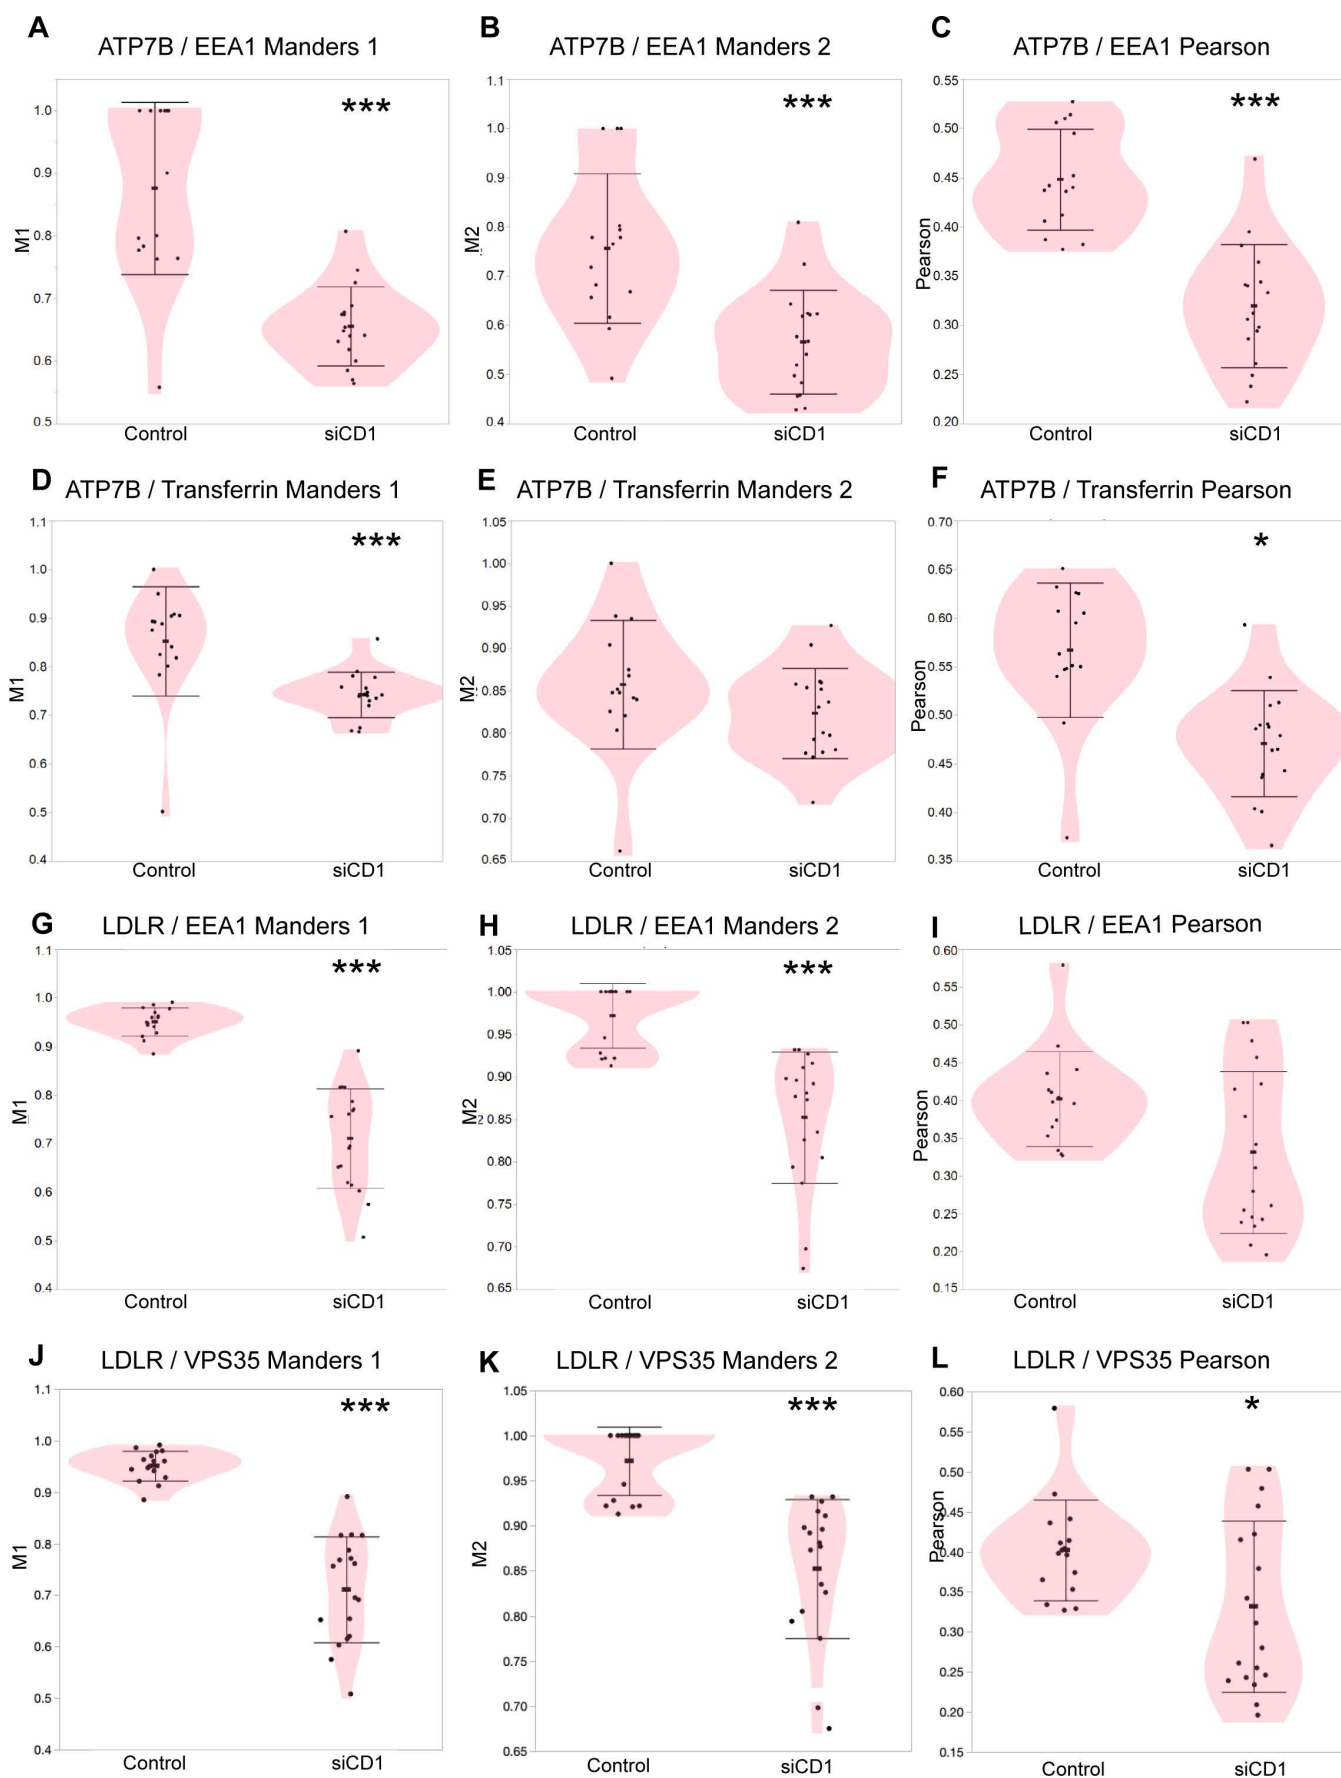 A
ATP7B / EEA1 Manders 1
M1
1.0
0.9
0.8
0.7
0.6
0.5
***
Control
siCD1
B
ATP7B / EEA1 Manders 2
M2
1.1
1.0
0.9
0.8
0.7
0.6
0.5
0.4
***
Control
siCD1
C
ATP7B / EEA1 Pearson
Pearson
0.55
0.50
0.45
0.40
0.35
0.30
0.25
0.20
***
Control
siCD1
D
ATP7B / Transferrin Manders 1
M1
1.1
1.0
0.9
0.8
0.7
0.6
0.5
0.4
***
Control
siCD1
E
ATP7B / Transferrin Manders 2
M2
1.05
1.00
0.95
0.90
0.85
0.80
0.75
0.70
0.65
Control
siCD1
F
ATP7B / Transferrin Pearson
Pearson
0.70
0.65
0.60
0.55
0.50
0.45
0.40
0.35
*
Control
siCD1
G
LDLR / EEA1 Manders 1
M1
1.1
1.0
0.9
0.8
0.7
0.6
0.5
0.4
***
Control
siCD1
H
LDLR / EEA1 Manders 2
M2
1.05
1.00
0.95
0.90
0.85
0.80
0.75
0.70
0.65
***
Control
siCD1
I
LDLR / EEA1 Pearson
Pearson
0.60
0.50
0.45
0.40
0.35
0.30
0.25
0.20
0.15
Control
siCD1
J
LDLR / VPS35 Manders 1
M1
1.1
1.0
0.9
0.8
0.7
0.6
0.5
0.4
***
Control
siCD1
K
LDLR / VPS35 Manders 2
M2
1.05
1.00
0.95
0.90
0.85
0.80
0.75
0.70
0.65
***
Control
siCD1
L
LDLR / VPS35 Pearson
Pearson
0.60
0.50
0.45
0.40
0.35
0.30
0.25
0.20
0.15
*
Control
siCD1